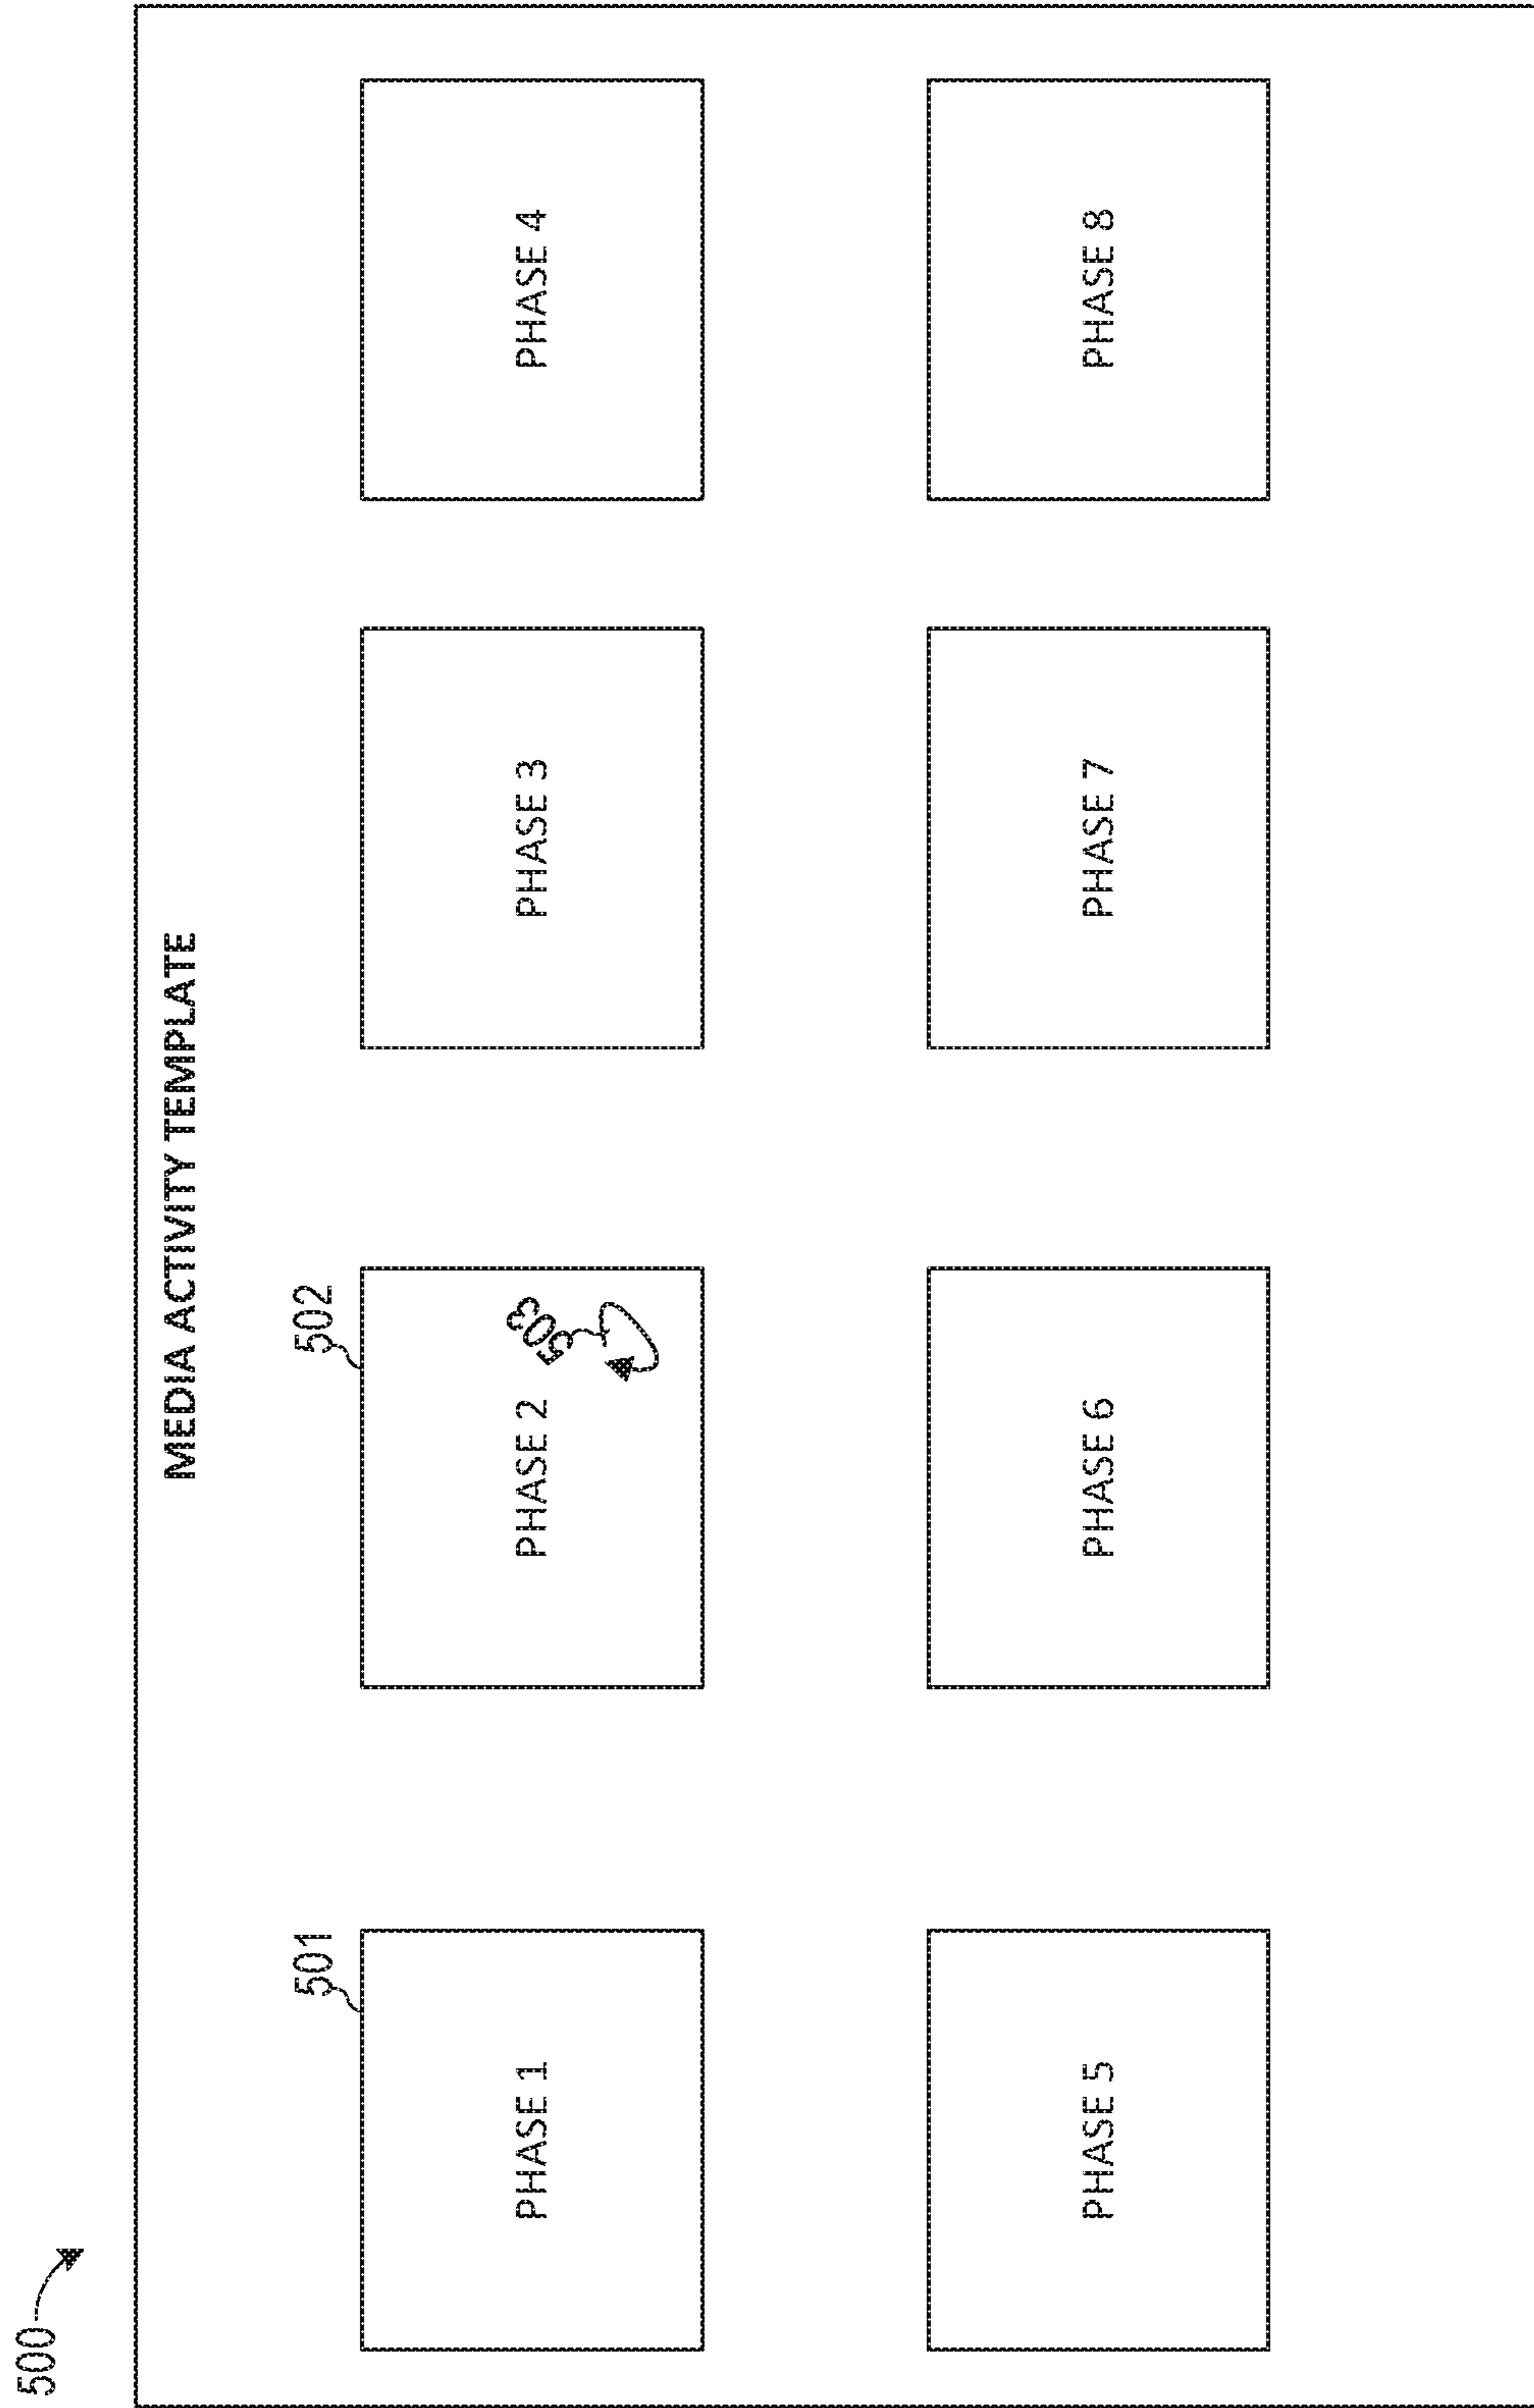 500
MEDIA ACTIVITY TEMPLATE
501
502
PHASE 1
PHASE 2
503
PHASE 3
PHASE 4
PHASE 5
PHASE 6
PHASE 7
PHASE 8